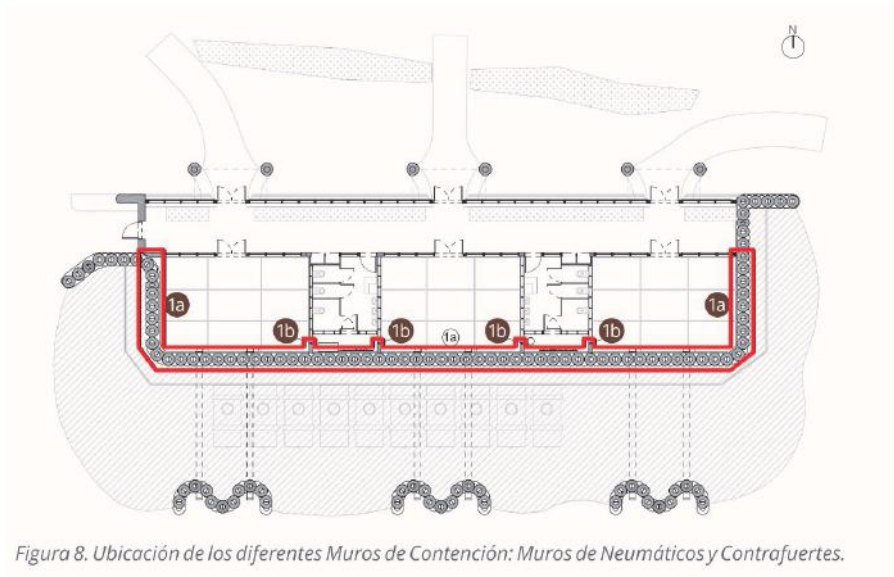 N
1a
1a
1b
1b
1a
1b
1b
Figura 8. Ubicación de los diferentes Muros de Contención: Muros de Neumáticos y Contrafuertes.